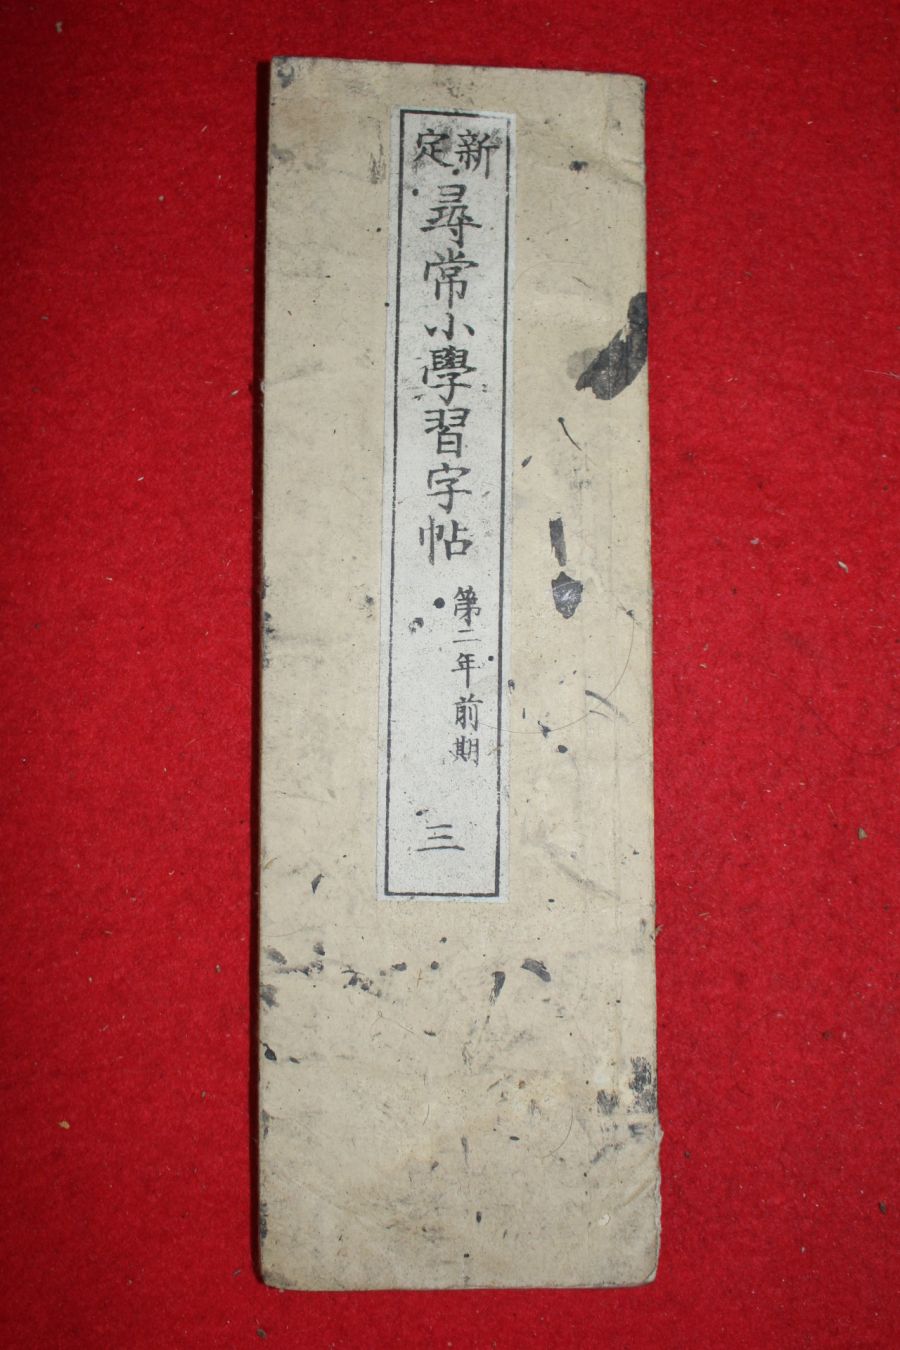 新定
尋常小學習字帖
第二年前期
三